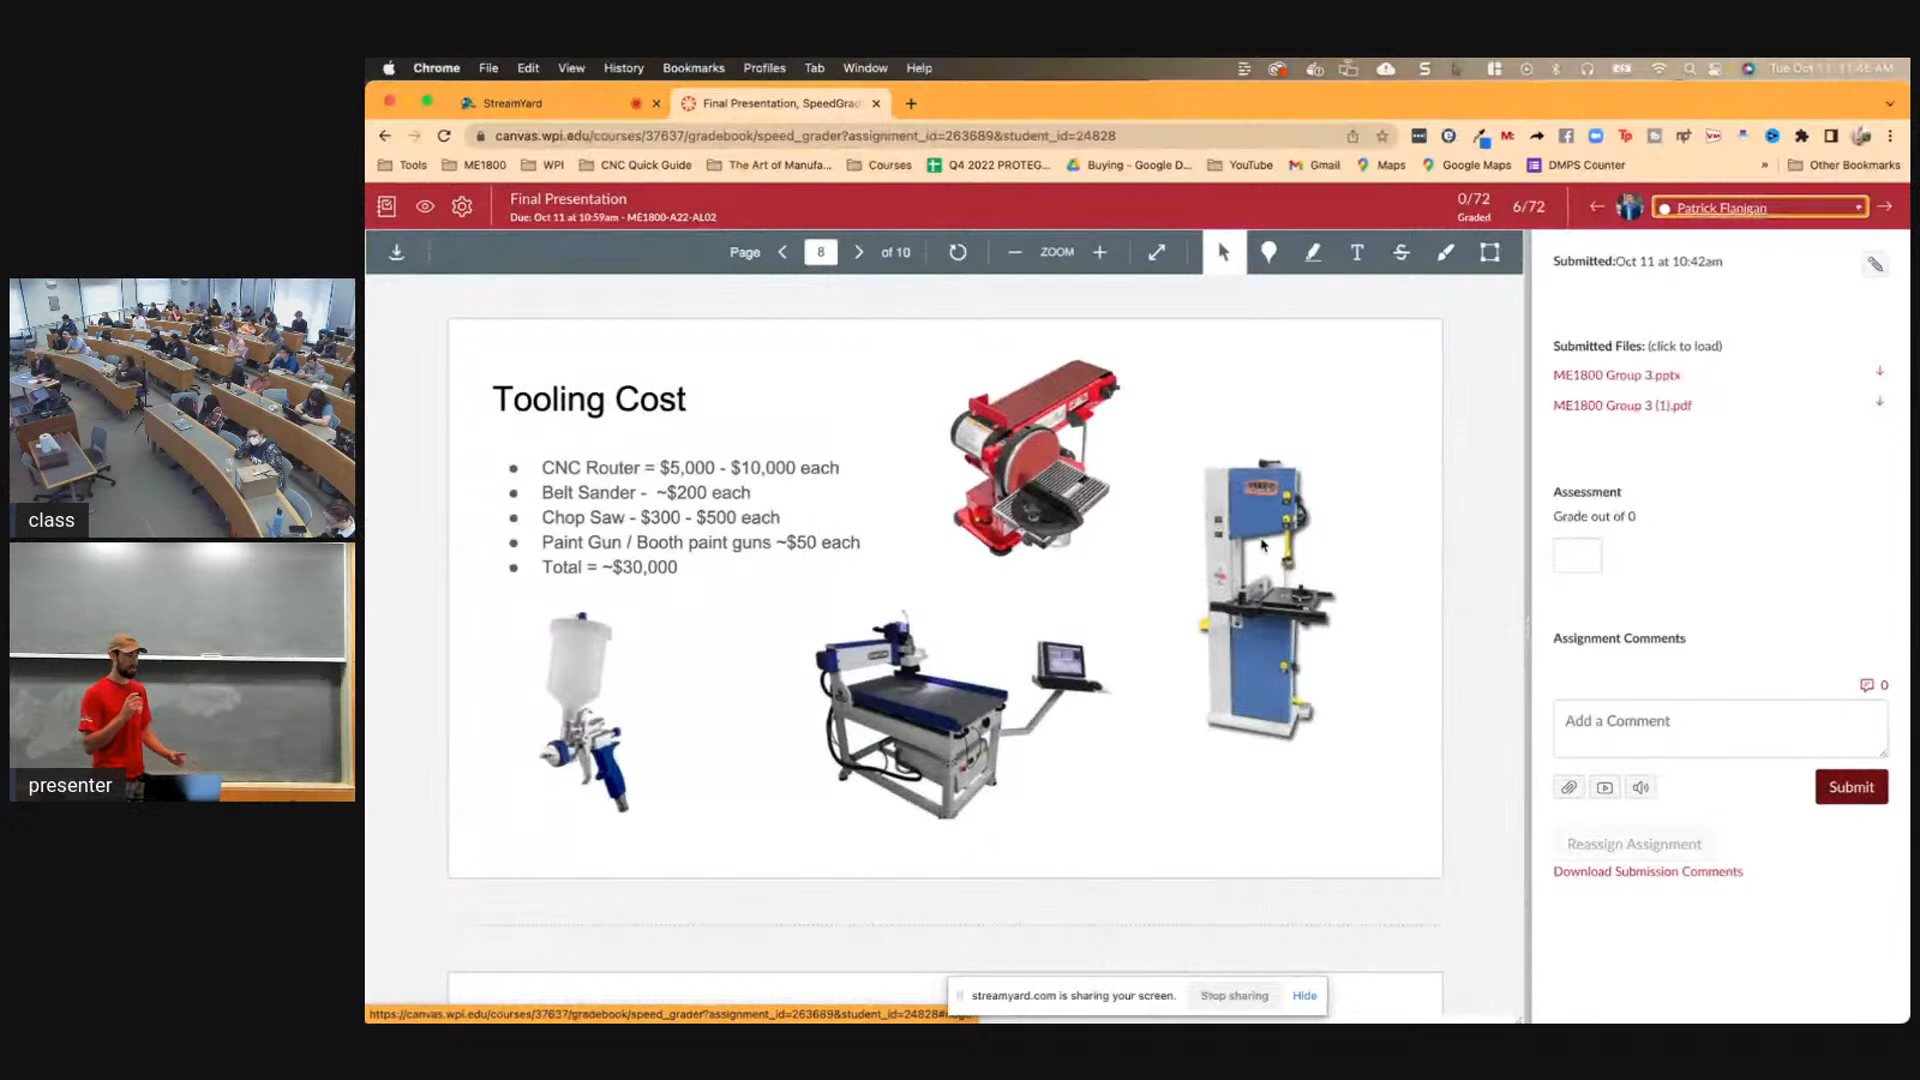 Chrome File Edit View History Bookmarks Profiles Tab Window Help
StreamYard
Final Presentation, SpeedGrad
canvas.wpi.edu/courses/37637/gradebook/speed_grader?assignment_id=263689&student_id=24828
Tools ME1800 WPI CNC Quick Guide The Art of Manufa... Courses Q4 2022 PROTEG... Buying - Google D... YouTube Gmail Maps Google Maps DMPS Counter » Other Bookmarks
Final Presentation
Due: Oct 11 at 10:59am - ME1800-A22-AL02
0/72
Graded
6/72
Patrick Flanigan
Page 8 of 10
ZOOM
Submitted:Oct 11 at 10:42am
Submitted Files: (click to load)
ME1800 Group 3.pptx
ME1800 Group 3 (1).pdf
Assessment
Grade out of 0
Assignment Comments
0
Add a Comment
Submit
Reassign Assignment
Download Submission Comments
Tooling Cost
• CNC Router = $5,000 - $10,000 each
• Belt Sander - ~$200 each
• Chop Saw - $300 - $500 each
• Paint Gun / Booth paint guns ~$50 each
• Total = ~$30,000
streamyard.com is sharing your screen. Stop sharing Hide
https://canvas.wpi.edu/courses/37637/gradebook/speed_grader?assignment_id=263689&student_id=24828
class
presenter